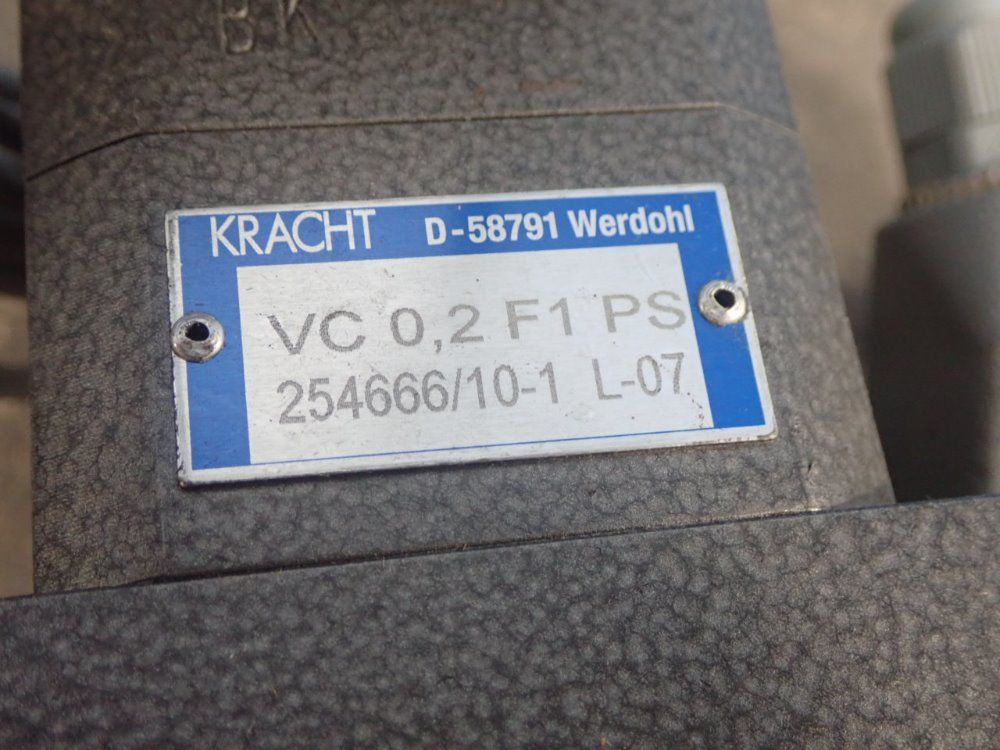 KRACHT D-58791 Werdohl
VC 0,2 F1 PS
254666/10-1 L-07